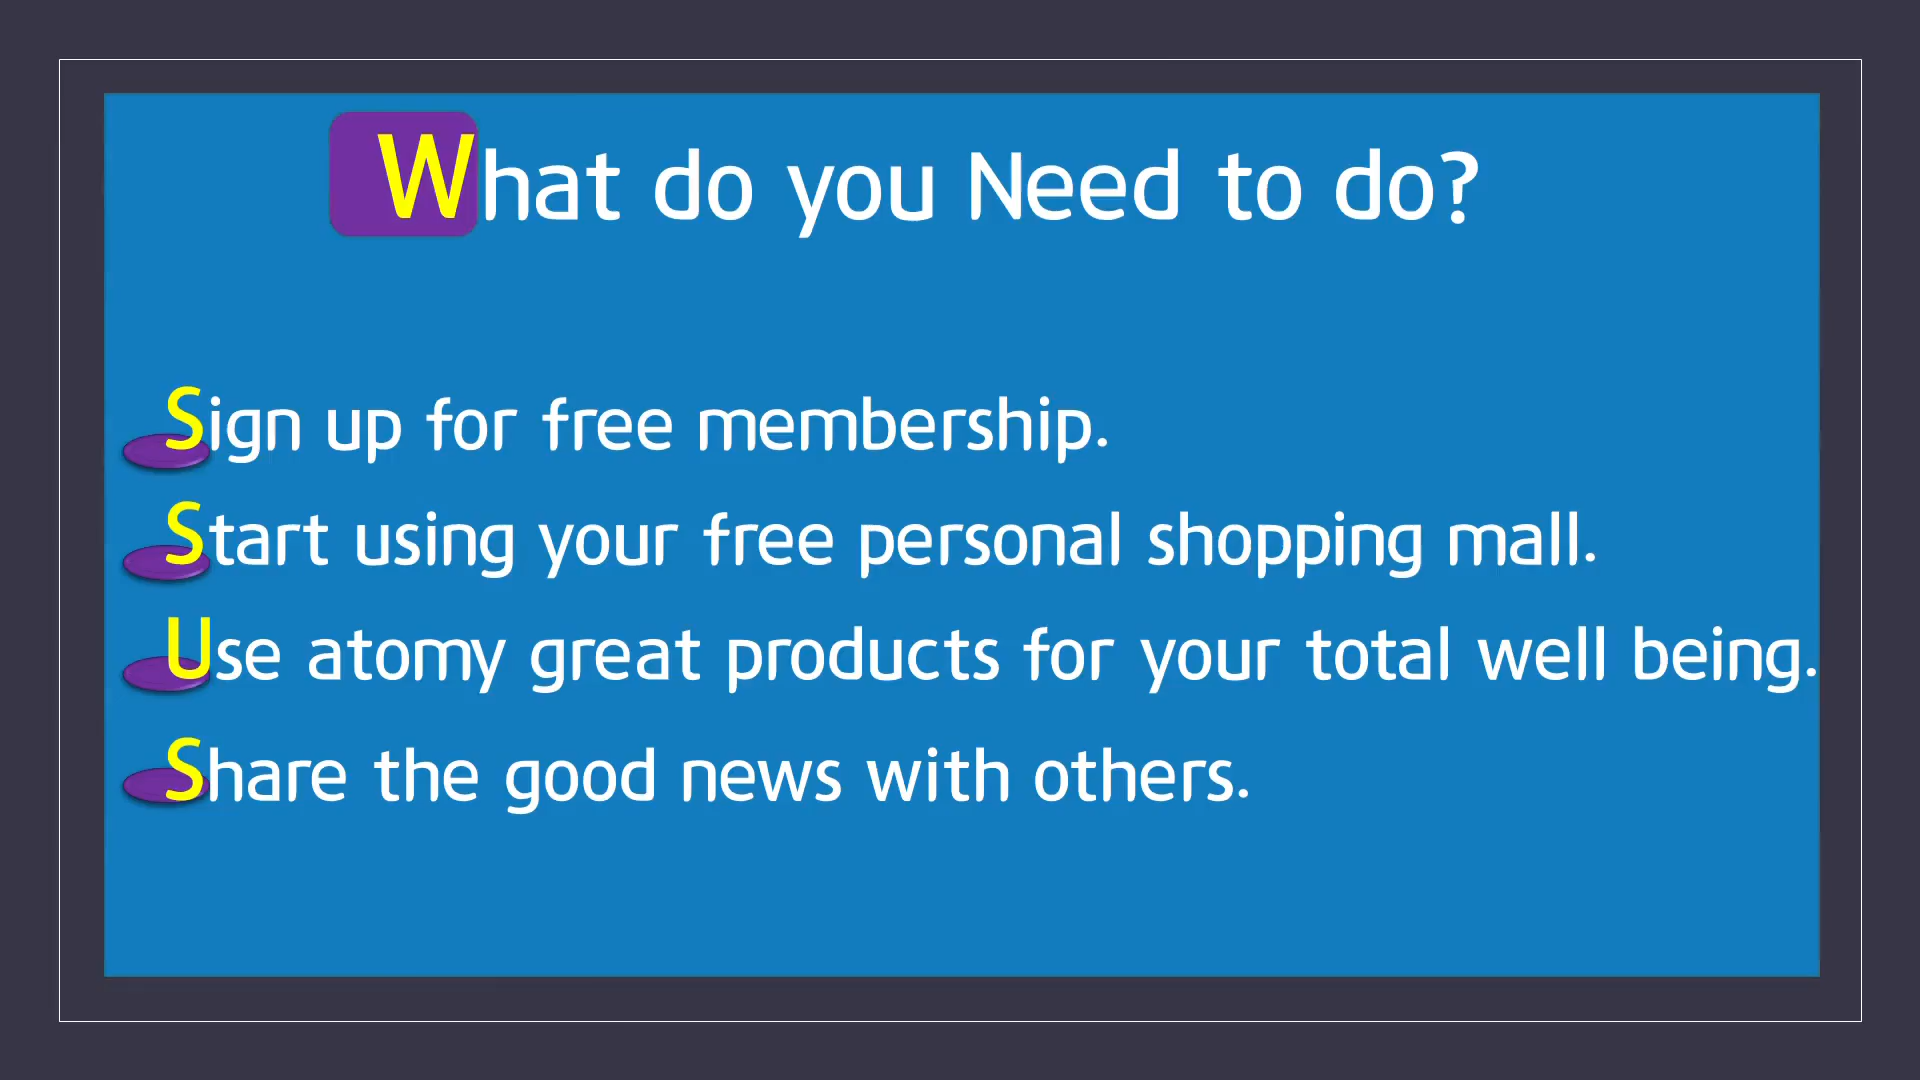 What do you Need to do?
Sign up for free membership.
Start using your free personal shopping mall.
Use atomy great products for your total well being.
Share the good news with others.